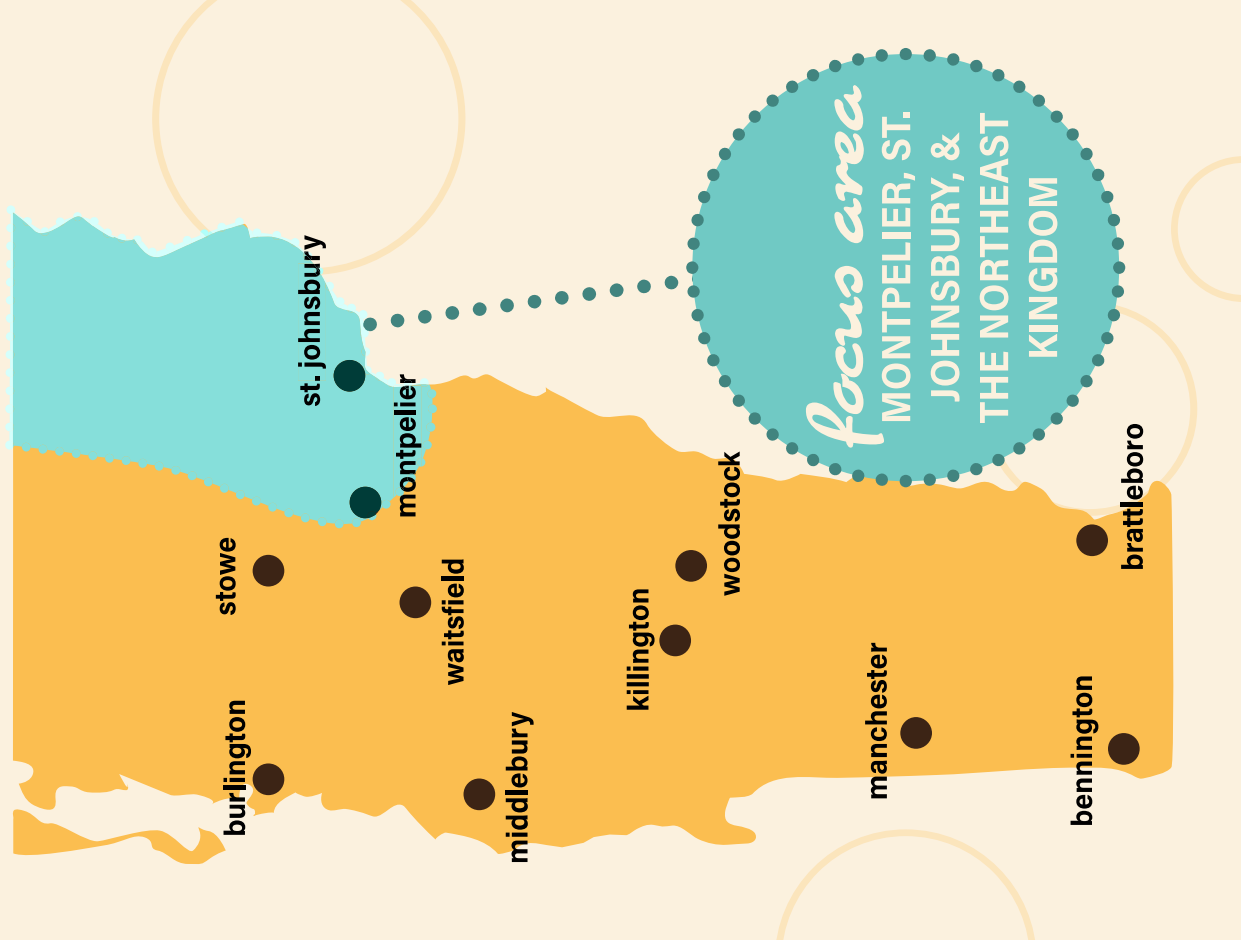 st. johnsbury
montpelier
stowe
waitsfield
burlington
middlebury
killington
woodstock
manchester
bennington
brattleboro
focus area
MONTPELIER, ST.
JOHNSBURY, &
THE NORTHEAST
KINGDOM